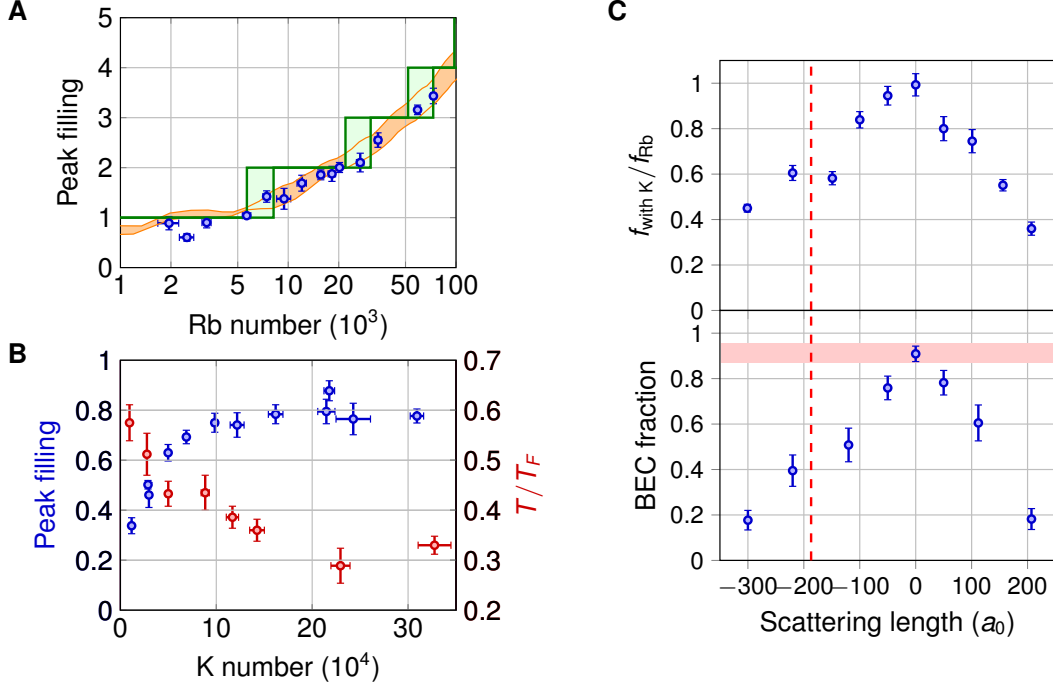 A
Peak filling
5
4
3
2
1
0
1 2 5 10 20 50 100
Rb number (10³)
B
Peak filling
1
0.8
0.6
0.4
0.2
0
0.7
0.6
0.5
0.4
0.3
0.2
T/T_F
0 10 20 30
K number (10⁴)
C
f_with K / f_Rb
1
0.8
0.6
0.4
0.2
0
BEC fraction
1
0.8
0.6
0.4
0.2
0
−300 −200 −100 0 100 200
Scattering length (a₀)